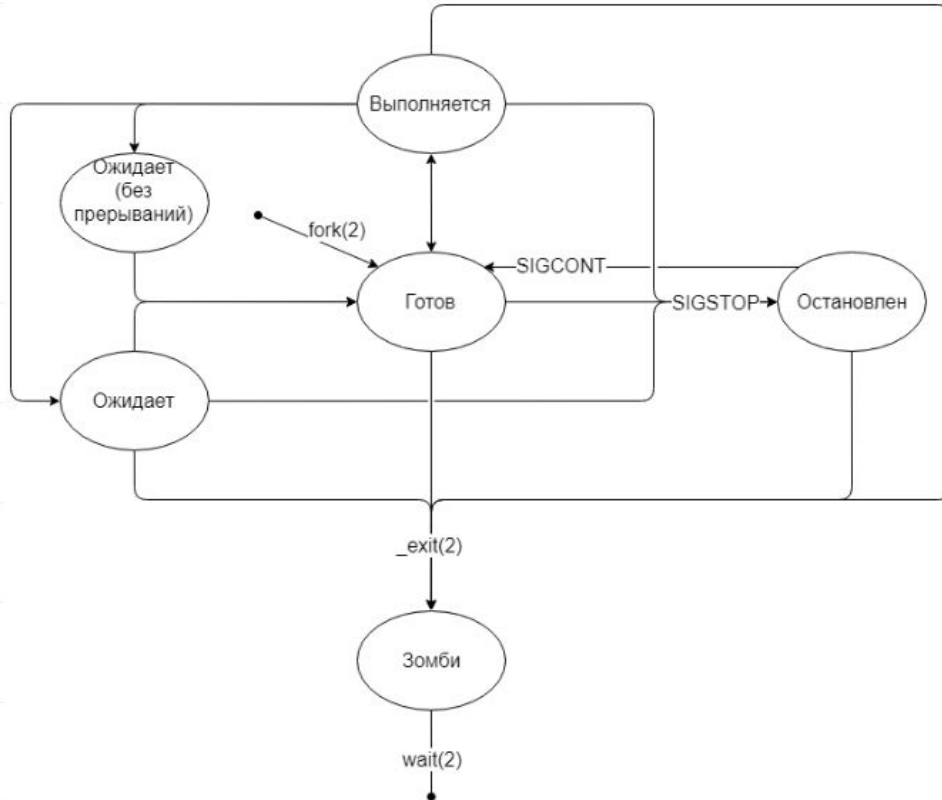 Выполняется
Ожидает
(без
прерываний)
fork(2)
SIGCONT
Готов
SIGSTOP
Остановлен
Ожидает
_exit(2)
Зомби
wait(2)